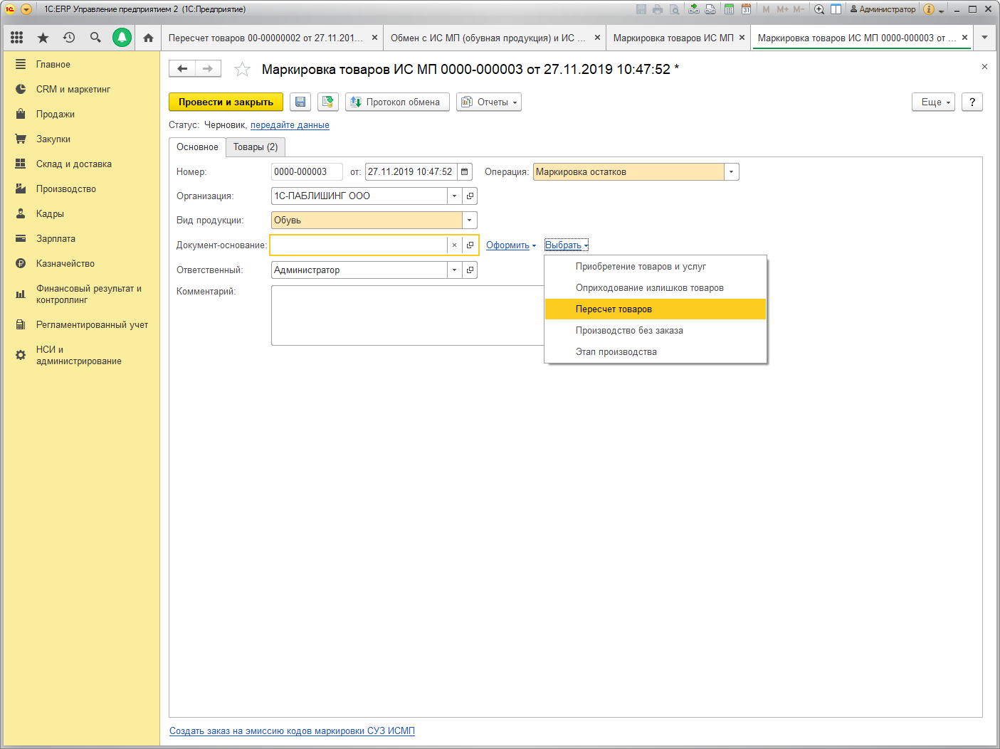 1С:ERP Управление предприятием 2 (1С:Предприятие)
M M+ M-
Администратор
Пересчет товаров 00-00000002 от 27.11.201...
Обмен с ИС МП (обувная продукция) и ИС ...
Маркировка товаров ИС МП
Маркировка товаров ИС МП 0000-000003 от ...
Главное
CRM и маркетинг
Продажи
Закупки
Склад и доставка
Производство
Кадры
Зарплата
Казначейство
Финансовый результат и
контроллинг
Регламентированный учет
НСИ и
администрирование
Маркировка товаров ИС МП 0000-000003 от 27.11.2019 10:47:52 *
Провести и закрыть
Протокол обмена
Отчеты
Еще
?
Статус: Черновик, передайте данные
Основное
Товары (2)
Номер: 0000-000003 от: 27.11.2019 10:47:52 Операция: Маркировка остатков
Организация: 1С-ПАБЛИШИНГ ООО
Вид продукции: Обувь
Документ-основание: Оформить Выбрать
Приобретение товаров и услуг
Оприходование излишков товаров
Пересчет товаров
Производство без заказа
Этап производства
Ответственный: Администратор
Комментарий:
Создать заказ на эмиссию кодов маркировки СУЗ ИСМП